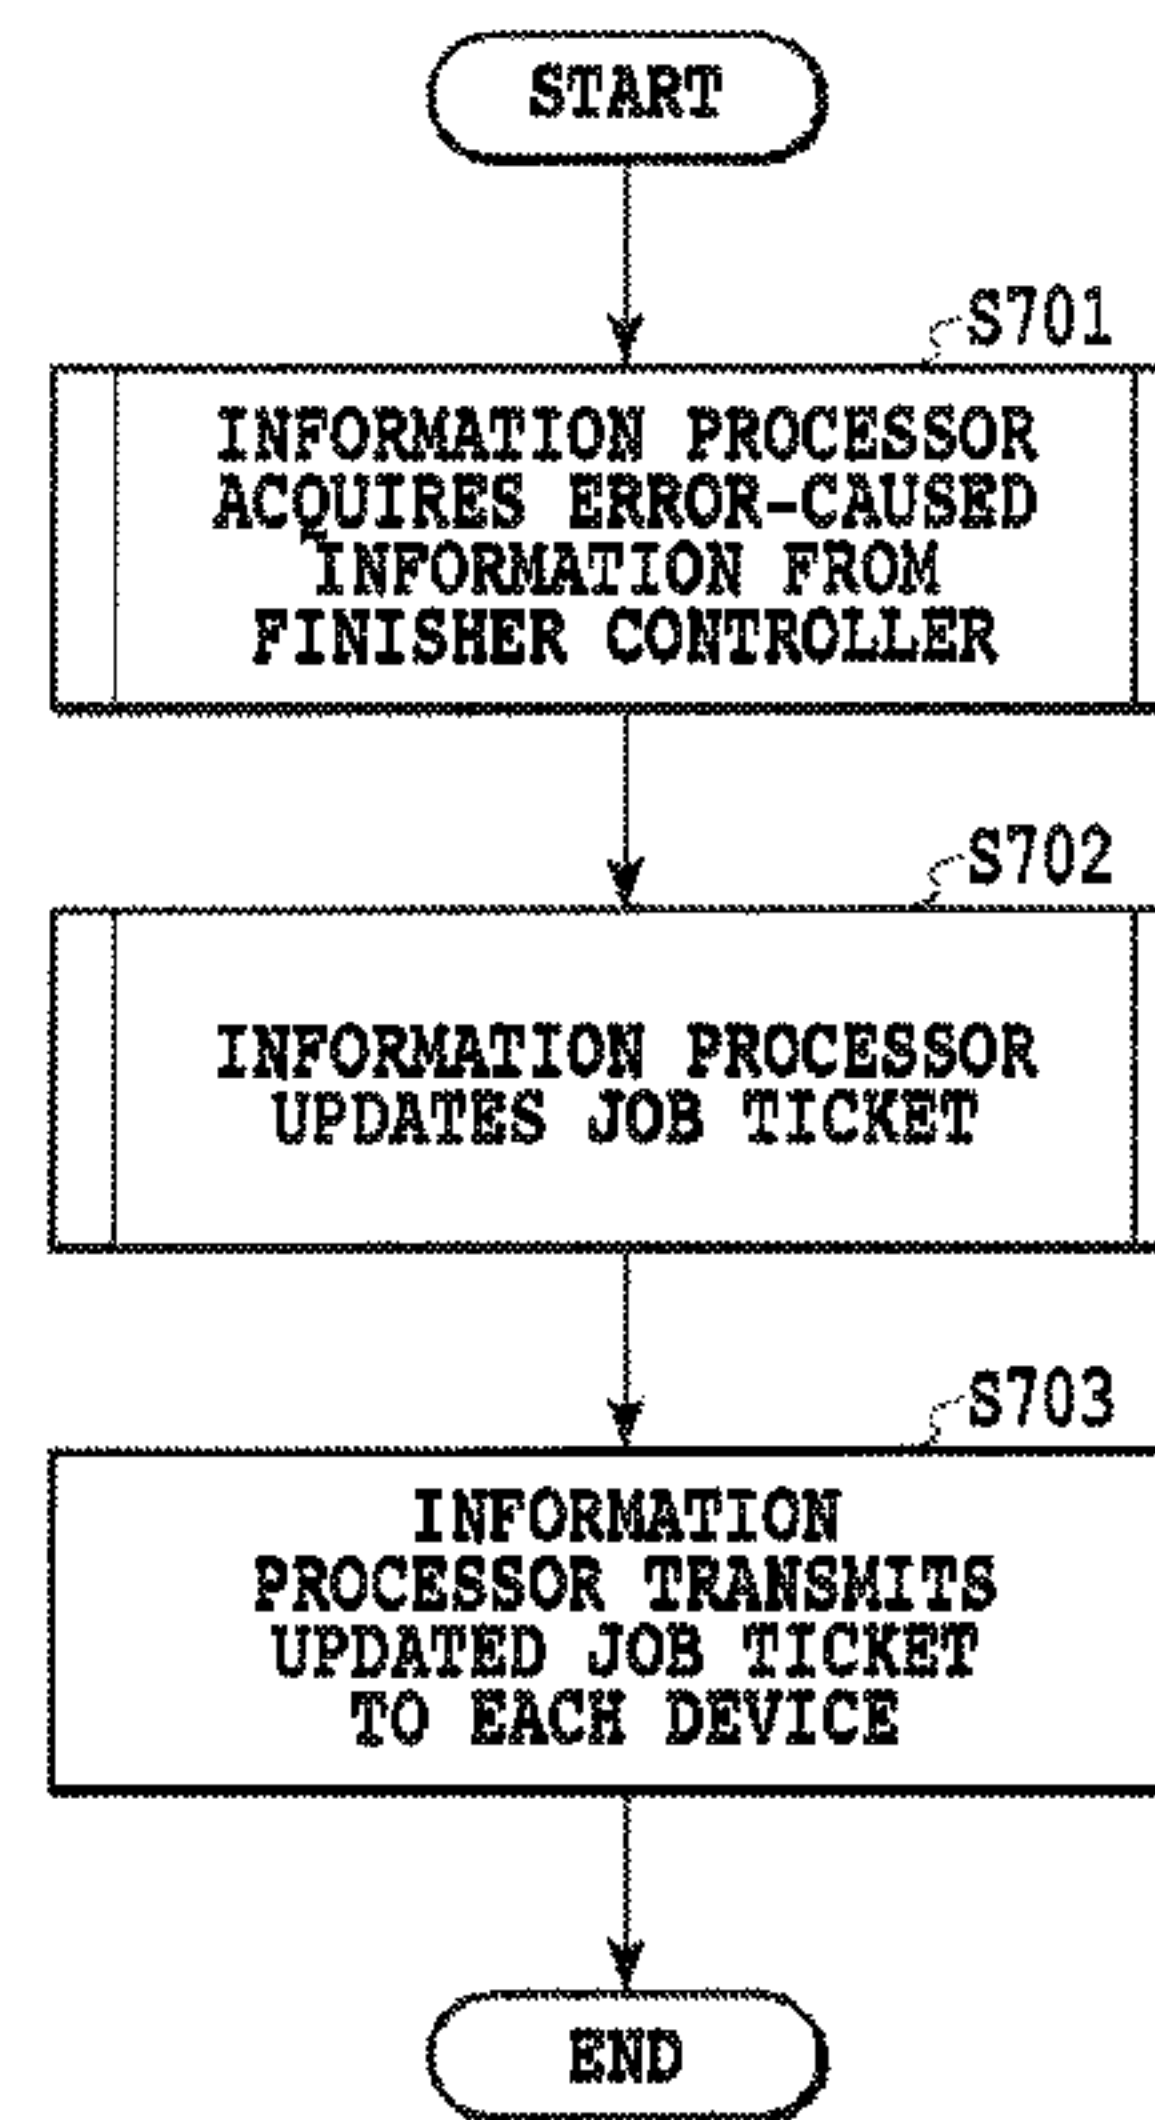 START
S701
INFORMATION PROCESSOR
ACQUIRES ERROR-CAUSED
INFORMATION FROM
FINISHER CONTROLLER
S702
INFORMATION PROCESSOR
UPDATES JOB TICKET
S703
INFORMATION
PROCESSOR TRANSMITS
UPDATED JOB TICKET
TO EACH DEVICE
END